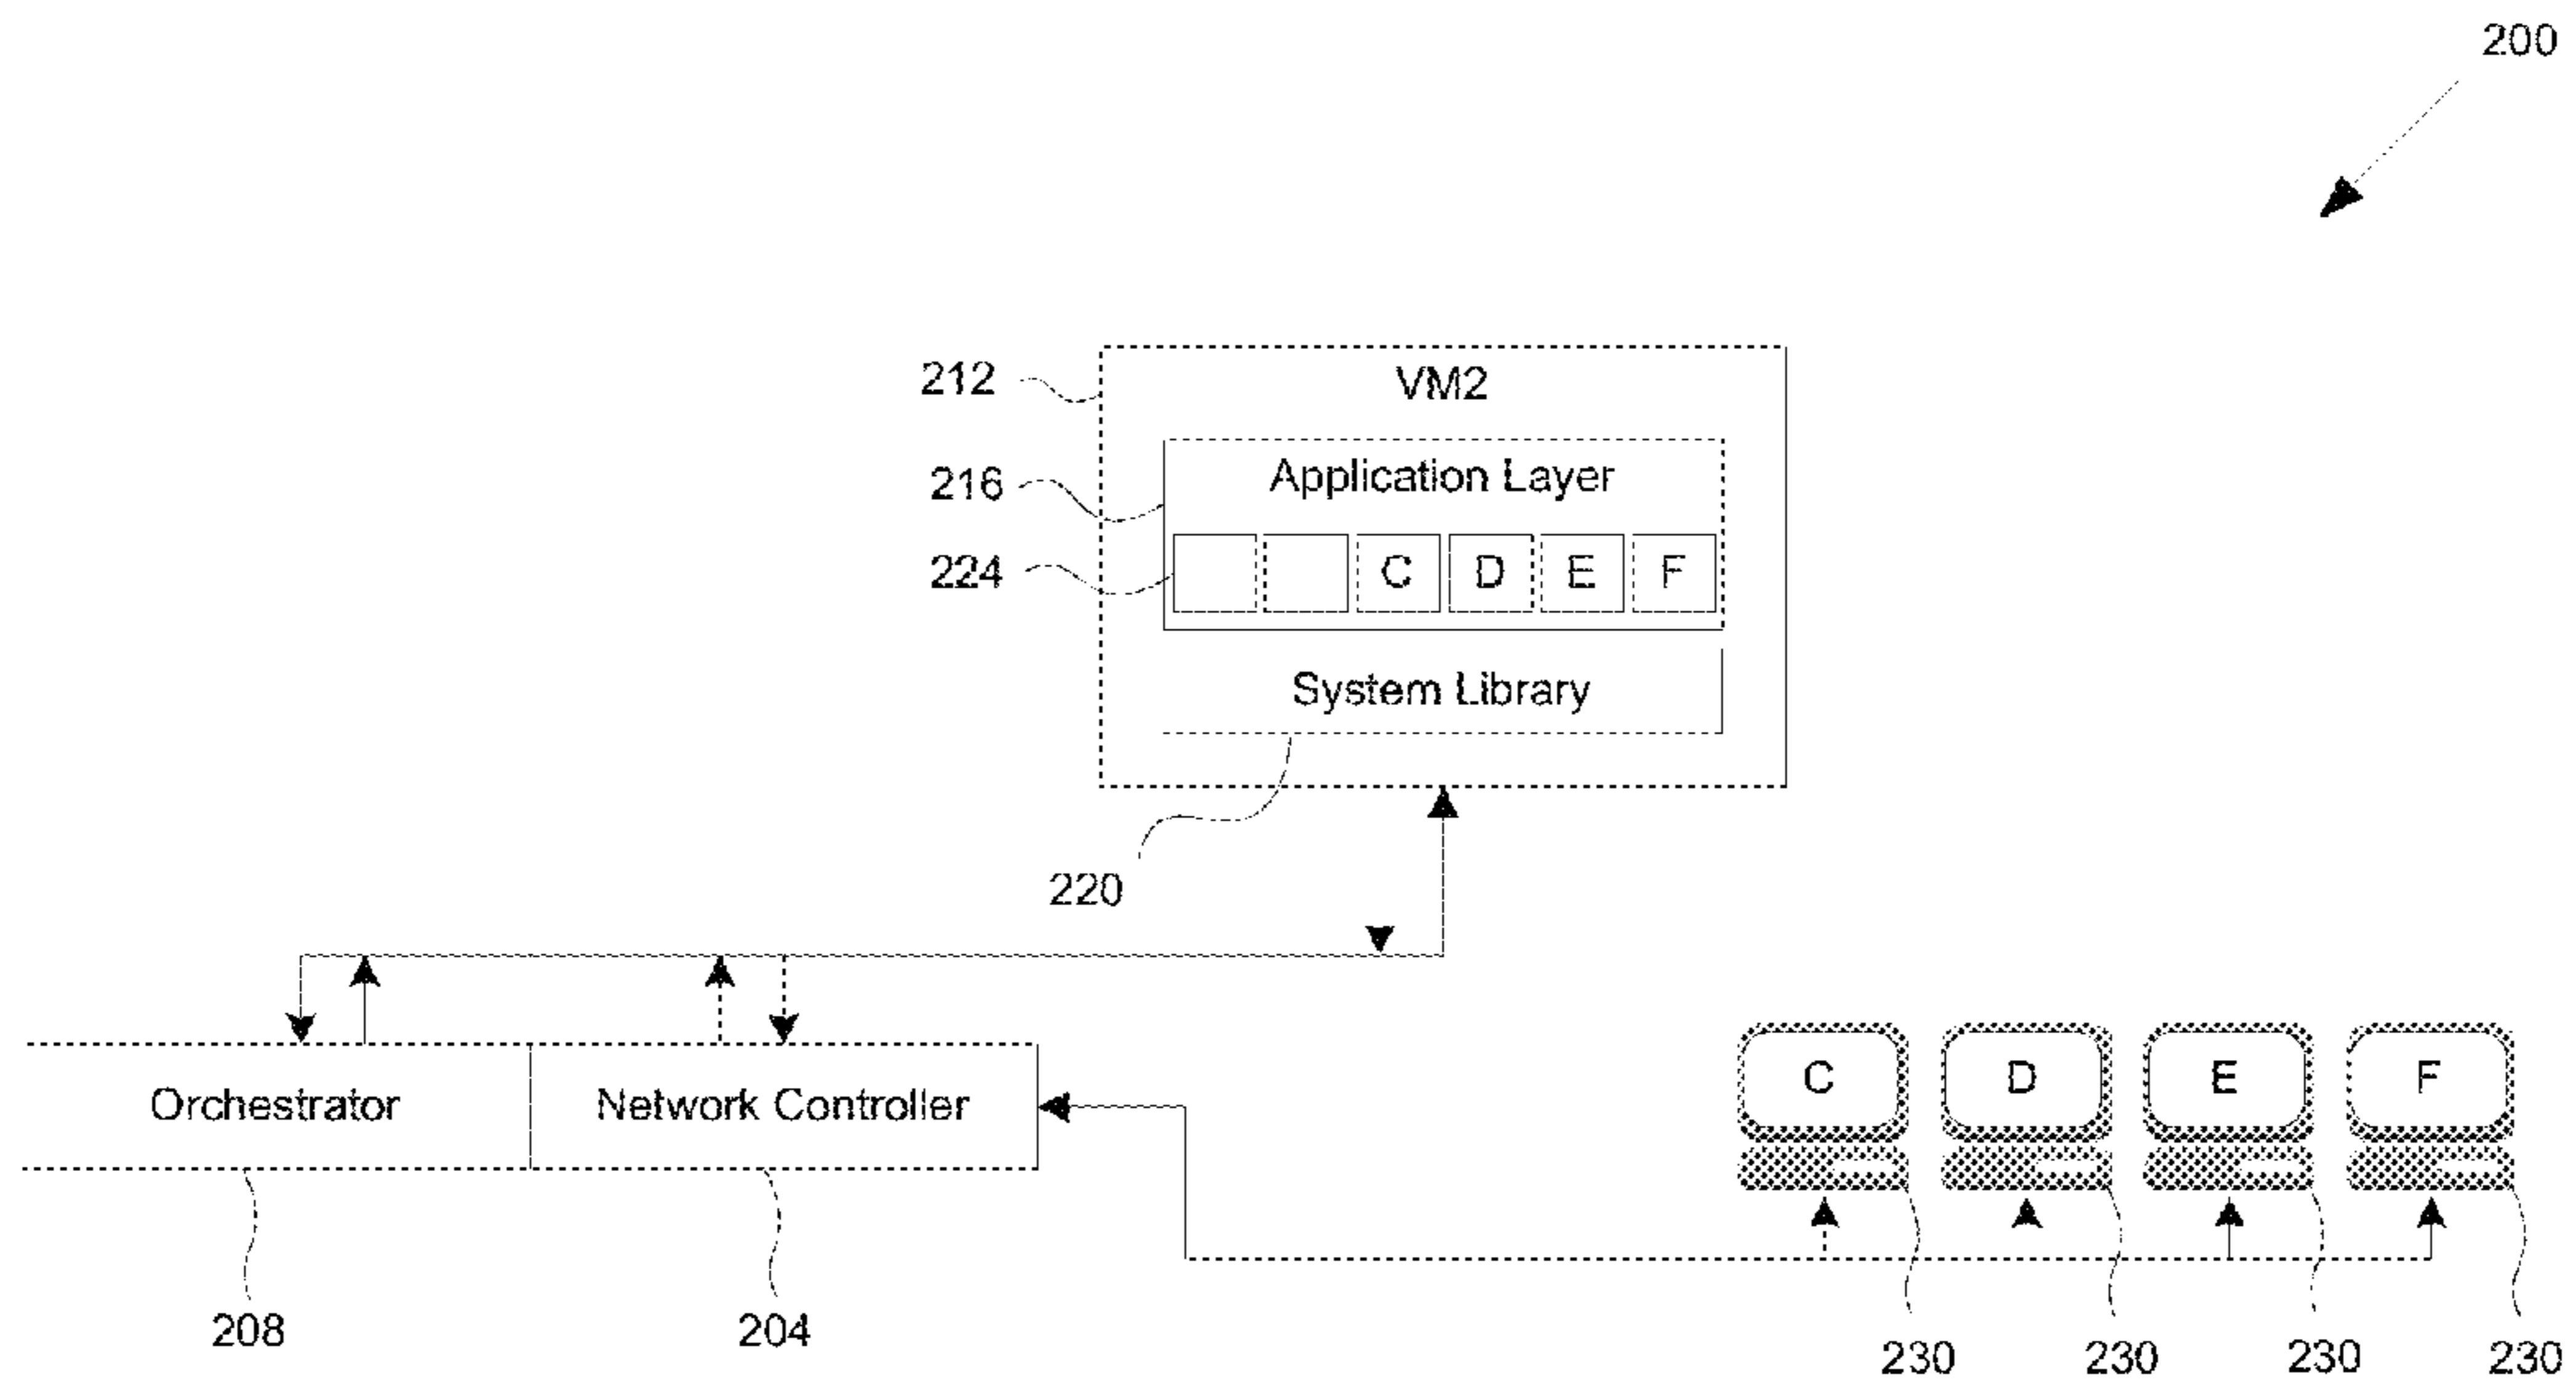 200
212
VM2
216
Application Layer
224
C D E F
System Library
220
C D E F
Orchestrator
Network Controller
208
204
230 230 230 230